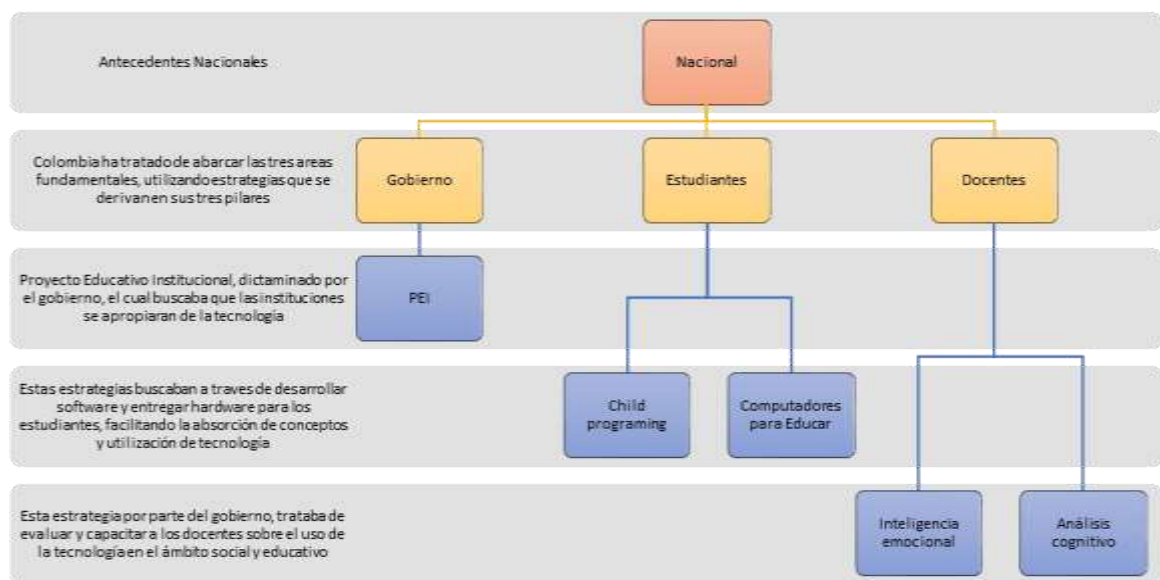 Antecedentes Nacionales
Nacional
Colombia ha tratado de abarcar las tres areas
fundamentales, utilizando estrategias que se
derivan en sus tres pilares
Gobierno
Estudiantes
Docentes
Proyecto Educativo Institucional, dictaminado por
el gobierno, el cual buscaba que las instituciones
se apropiaran de la tecnología
PEI
Estas estrategias buscaban a traves de desarrollar
software y entregar hardware para los
estudiantes, facilitando la absorción de conceptos
y utilización de tecnología
Child
programing
Computadores
para Educar
Esta estrategia por parte del gobierno, trataba de
evaluar y capacitar a los docentes sobre el uso de
la tecnología en el ámbito social y educativo
Inteligencia
emocional
Análisis
cognitivo